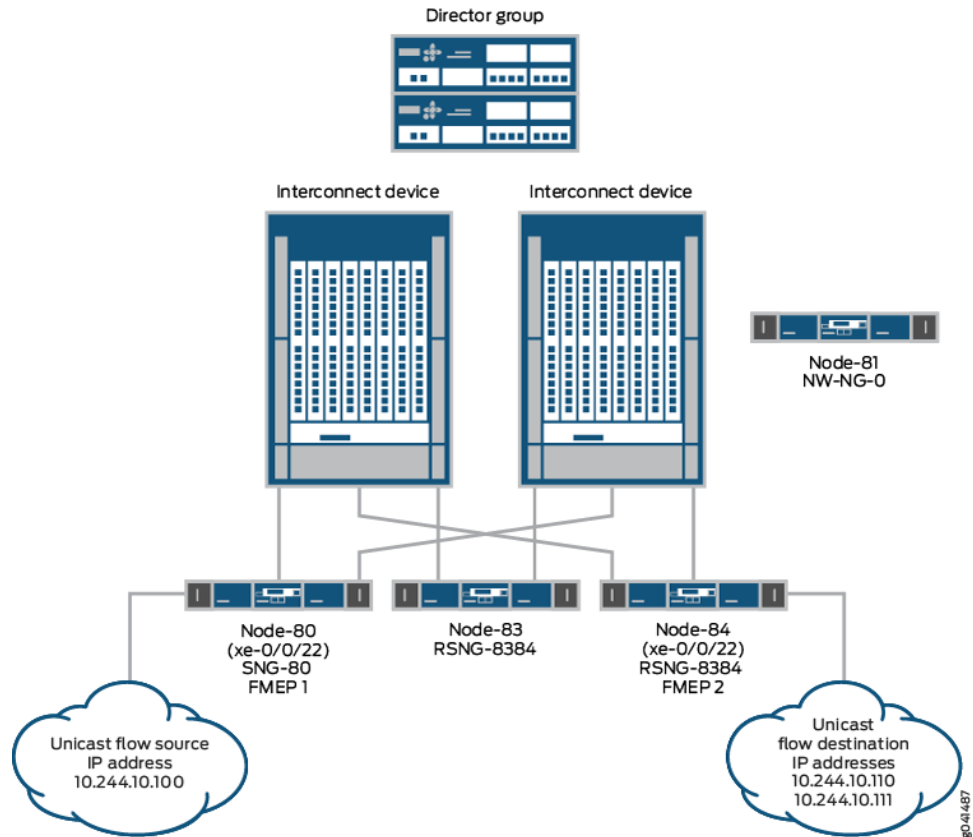 Director group
Interconnect device
Interconnect device
Node-81
NW-NG-0
Node-80
(xe-0/0/22)
SNG-80
FMEP 1
Node-83
RSNG-8384
Node-84
(xe-0/0/22)
RSNG-8384
FMEP 2
Unicast flow source
IP address
10.244.10.100
Unicast
flow destination
IP addresses
10.244.10.110
10.244.10.111
g041487